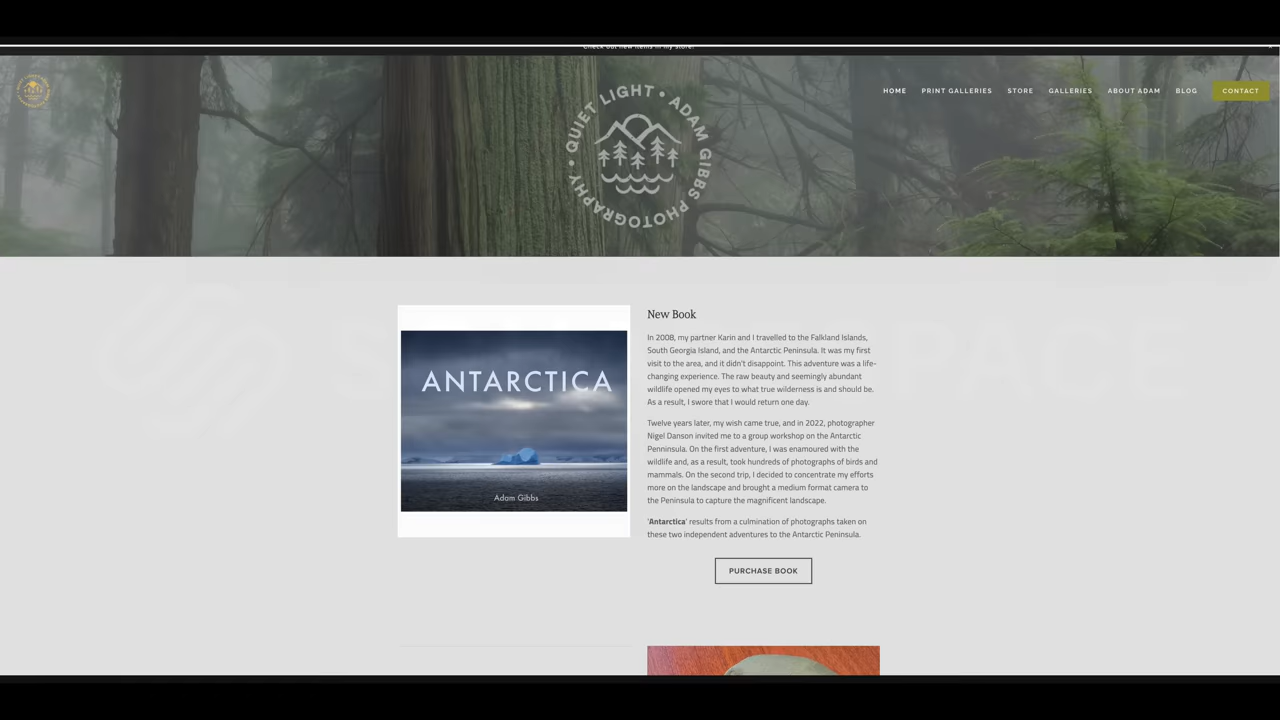 Check out new items in my store!
HOME PRINT GALLERIES STORE GALLERIES ABOUT ADAM BLOG CONTACT
• QUIET LIGHT • ADAM GIBBS PHOTOGRAPHY
ANTARCTICA
Adam Gibbs
New Book
In 2008, my partner Karin and I travelled to the Falkland Islands,
South Georgia Island, and the Antarctic Peninsula. It was my first
visit to the area, and it didn't disappoint. This adventure was a life-
changing experience. The raw beauty and seemingly abundant
wildlife opened my eyes to what true wilderness is and should be.
As a result, I swore that I would return one day.
Twelve years later, my wish came true, and in 2022, photographer
Nigel Danson invited me to a group workshop on the Antarctic
Penninsula. On the first adventure, I was enamoured with the
wildlife and, as a result, took hundreds of photographs of birds and
mammals. On the second trip, I decided to concentrate my efforts
more on the landscape and brought a medium format camera to
the Peninsula to capture the magnificent landscape.
'Antarctica' results from a culmination of photographs taken on
these two independent adventures to the Antarctic Peninsula.
PURCHASE BOOK